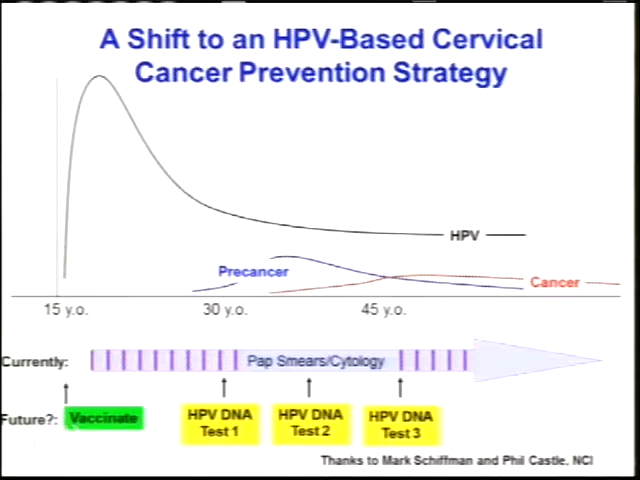 A Shift to an HPV-Based Cervical
Cancer Prevention Strategy
HPV
Precancer
Cancer
15 y.o.
30 y.o.
45 y.o.
Currently:
Pap Smears/Cytology
Future?:
Vaccinate
HPV DNA
Test 1
HPV DNA
Test 2
HPV DNA
Test 3
Thanks to Mark Schiffman and Phil Castle, NCI